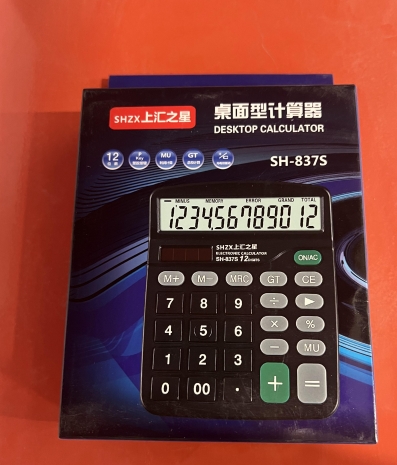 SHZX上汇之星
桌面型计算器
DESKTOP CALCULATOR
12
Key
MU
GT
SH-837S
MINUS MEMORY ERROR GRAND TOTAL
123456789012
SHZX上汇之星
ELECTRONIC CALCULATOR
SH-837S 12DIGITS
ON/AC
M+ M− MRC GT CE
7 8 9 ÷ ▶
4 5 6 × %
1 2 3 − MU
0 00 · + =